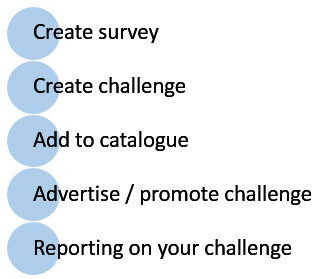 Create survey
Create challenge
Add to catalogue
Advertise / promote challenge
Reporting on your challenge